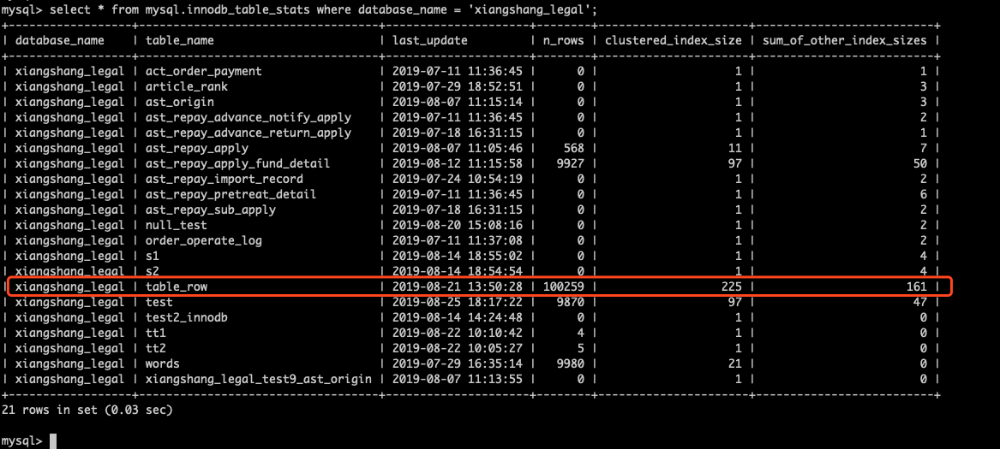 mysql> select * from mysql.innodb_table_stats where database_name = 'xiangshang_legal';
+------------------+--------------------------------+---------------------+--------+----------------------+--------------------------+
| database_name    | table_name                     | last_update         | n_rows | clustered_index_size | sum_of_other_index_sizes |
+------------------+--------------------------------+---------------------+--------+----------------------+--------------------------+
| xiangshang_legal | act_order_payment              | 2019-07-11 11:36:45 |      0 |                    1 |                        1 |
| xiangshang_legal | article_rank                   | 2019-07-29 18:52:51 |      0 |                    1 |                        3 |
| xiangshang_legal | ast_origin                     | 2019-08-07 11:15:14 |      0 |                    1 |                        3 |
| xiangshang_legal | ast_repay_advance_notify_apply | 2019-07-11 11:36:45 |      0 |                    1 |                        2 |
| xiangshang_legal | ast_repay_advance_return_apply | 2019-07-18 16:31:15 |      0 |                    1 |                        1 |
| xiangshang_legal | ast_repay_apply                | 2019-08-07 11:05:46 |    568 |                   11 |                        7 |
| xiangshang_legal | ast_repay_apply_fund_detail    | 2019-08-12 11:15:58 |   9927 |                   97 |                       50 |
| xiangshang_legal | ast_repay_import_record        | 2019-07-24 10:54:19 |      0 |                    1 |                        2 |
| xiangshang_legal | ast_repay_pretreat_detail      | 2019-07-11 11:36:45 |      0 |                    1 |                        6 |
| xiangshang_legal | ast_repay_sub_apply            | 2019-07-18 16:31:15 |      0 |                    1 |                        2 |
| xiangshang_legal | null_test                      | 2019-08-20 15:08:16 |      0 |                    1 |                        2 |
| xiangshang_legal | order_operate_log              | 2019-07-11 11:37:08 |      0 |                    1 |                        2 |
| xiangshang_legal | s1                             | 2019-08-14 18:55:02 |      0 |                    1 |                        4 |
| xiangshang_legal | s2                             | 2019-08-14 18:54:54 |      0 |                    1 |                        4 |
| xiangshang_legal | table_row                      | 2019-08-21 13:50:28 | 100259 |                  225 |                      161 |
| xiangshang_legal | test                           | 2019-08-25 18:17:22 |   9870 |                   97 |                       47 |
| xiangshang_legal | test2_innodb                   | 2019-08-14 14:24:48 |      0 |                    1 |                        0 |
| xiangshang_legal | tt1                            | 2019-08-22 10:10:42 |      4 |                    1 |                        0 |
| xiangshang_legal | tt2                            | 2019-08-22 10:05:27 |      5 |                    1 |                        0 |
| xiangshang_legal | words                          | 2019-07-29 16:35:14 |   9980 |                   21 |                        0 |
| xiangshang_legal | xiangshang_legal_test9_ast_origin | 2019-08-07 11:13:55 |      0 |                    1 |                        0 |
+------------------+--------------------------------+---------------------+--------+----------------------+--------------------------+
21 rows in set (0.03 sec)
mysql>